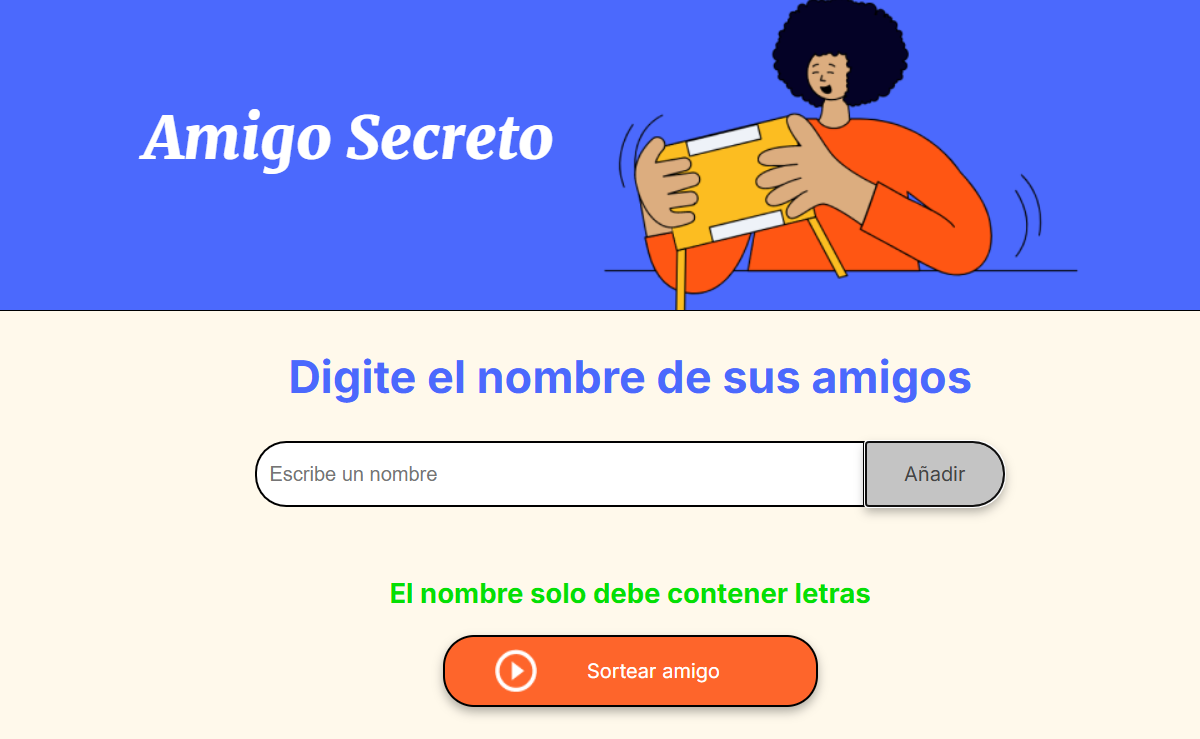 Amigo Secreto
Digite el nombre de sus amigos
Escribe un nombre
Añadir
El nombre solo debe contener letras
Sortear amigo